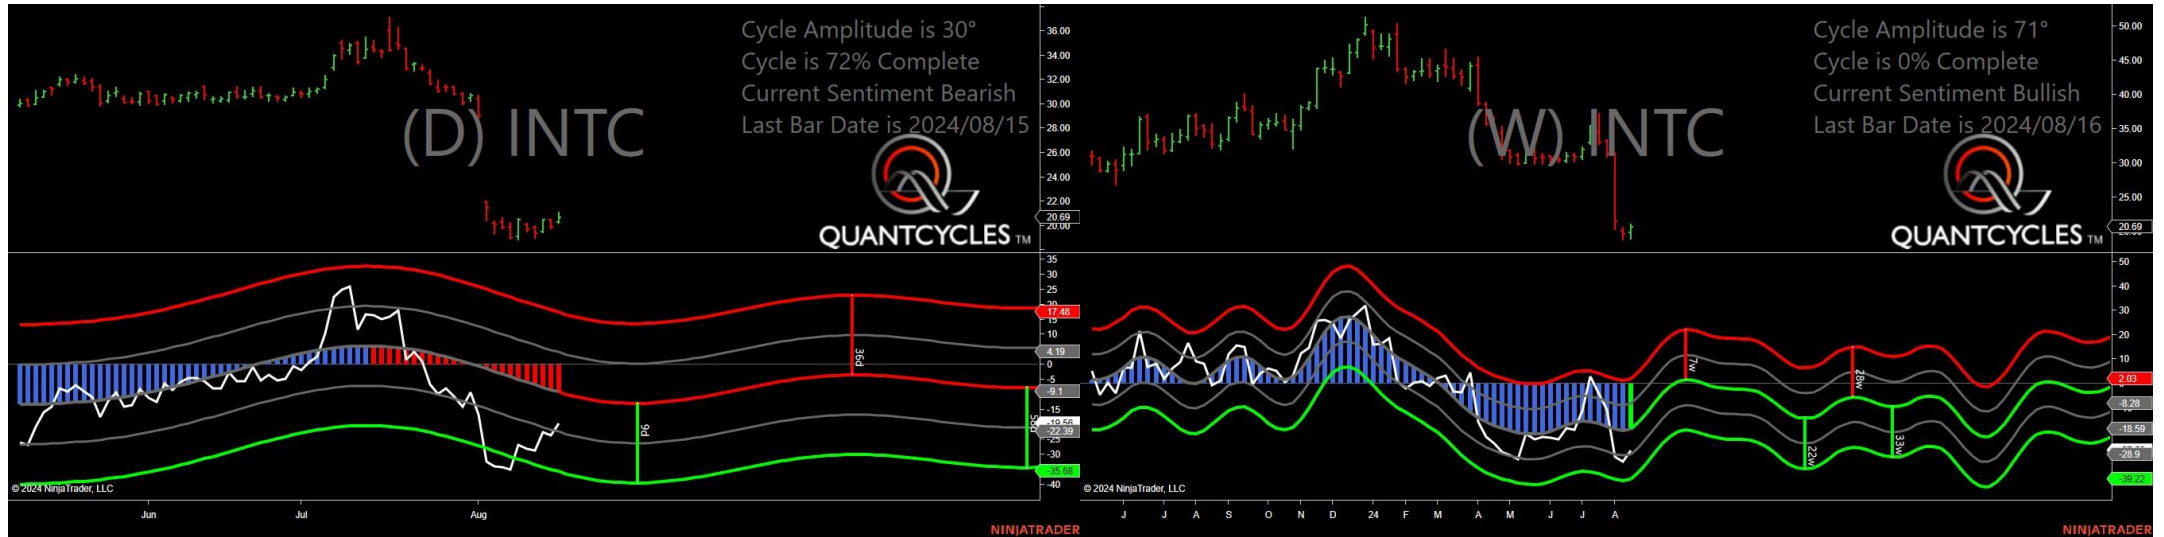 Cycle Amplitude is 30°
Cycle is 72% Complete
Current Sentiment Bearish
Last Bar Date is 2024/08/15
(D) INTC
QUANTCYCLES TM
36.00
34.00
32.00
30.00
28.00
26.00
24.00
22.00
20.69
20.00
35
30
25
20
17.48
15
10
4.19
0
-5
-9.1
-15
-19.56
-22.39
-25
-30
-35.68
-40
9d
36d
© 2024 NinjaTrader, LLC
Jun
Jul
Aug
NINJATRADER
Cycle Amplitude is 71°
Cycle is 0% Complete
Current Sentiment Bullish
Last Bar Date is 2024/08/16
(W) INTC
QUANTCYCLES TM
50.00
45.00
40.00
35.00
30.00
25.00
20.69
50
40
30
20
10
2.03
-8.28
-18.59
-28.9
-39.22
7w
28w
22w
33w
© 2024 NinjaTrader, LLC
J J A S O N D 24 F M A M J J A
NINJATRADER